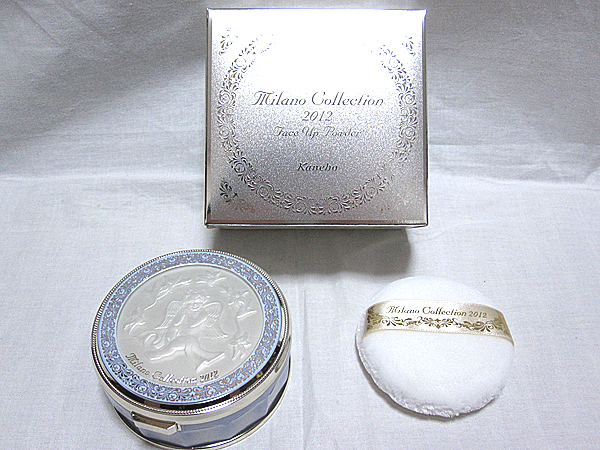 Milano Collection
2012
Face Up Powder
Kanebo
Milano Collection 2012
Milano Collection 2012